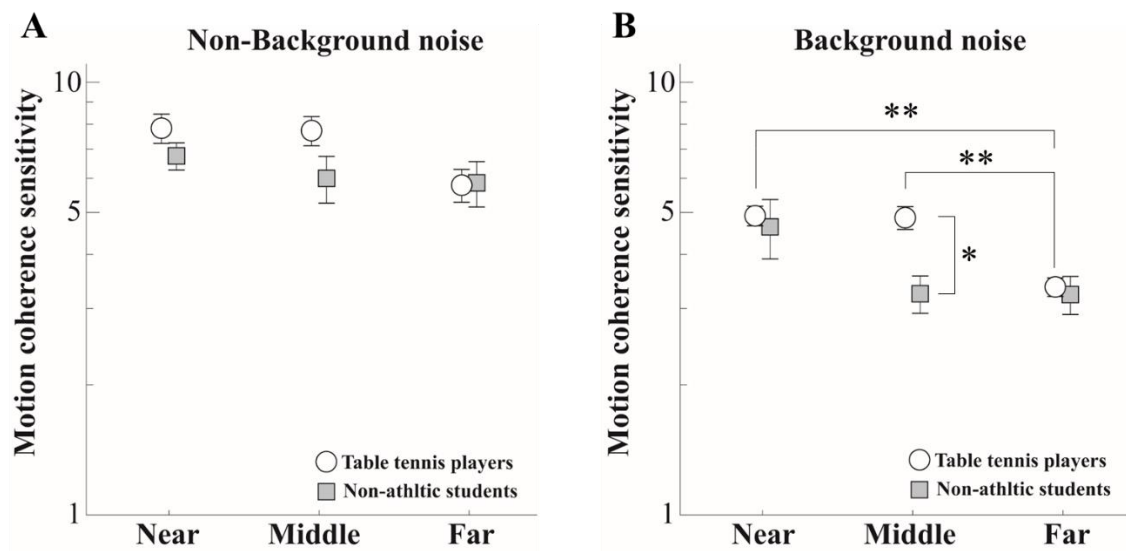 A
Non-Background noise
Motion coherence sensitivity
10
5
1
Table tennis players
Non-athltic students
Near Middle Far
B
Background noise
Motion coherence sensitivity
10
5
1
**
**
*
Table tennis players
Non-athltic students
Near Middle Far